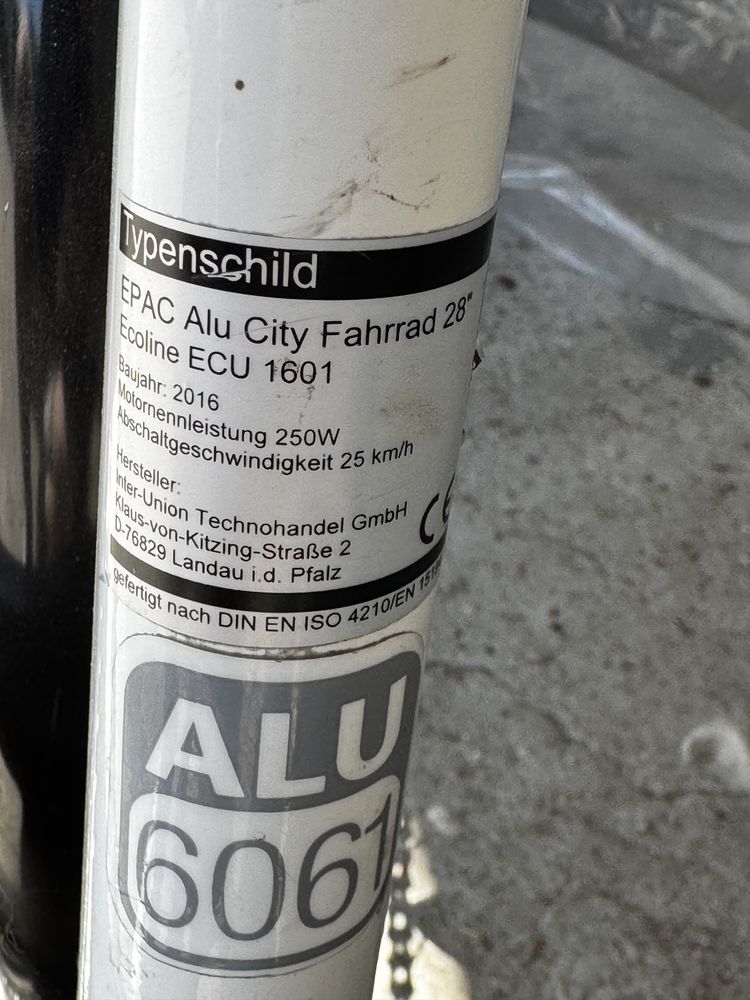 Typenschild
EPAC Alu City Fahrrad 28"
Ecoline ECU 1601
Baujahr: 2016
Motornennleistung 250W
Abschaltgeschwindigkeit 25 km/h
Hersteller:
Inter-Union Technohandel GmbH
Klaus-von-Kitzing-Straße 2
D-76829 Landau i.d. Pfalz
CE
gefertigt nach DIN EN ISO 4210/EN
ALU
6061